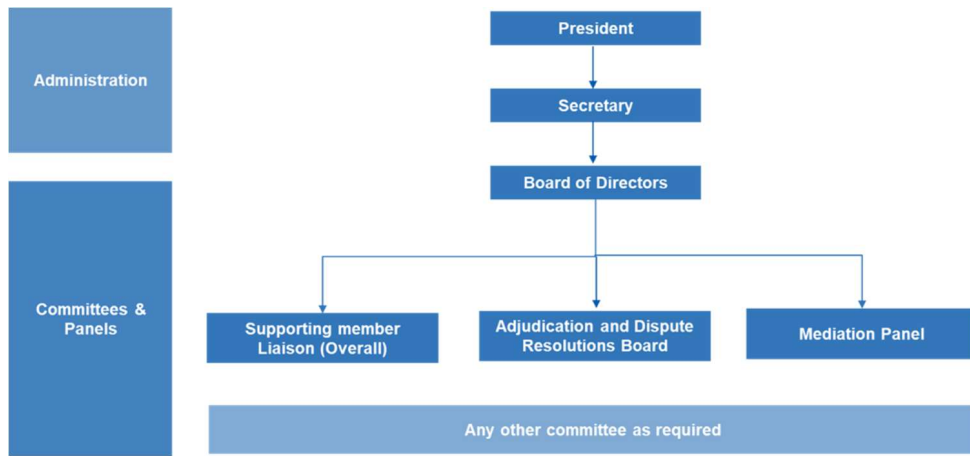 President
Administration
Secretary
Board of Directors
Committees &
Panels
Supporting member
Liaison (Overall)
Adjudication and Dispute
Resolutions Board
Mediation Panel
Any other committee as required